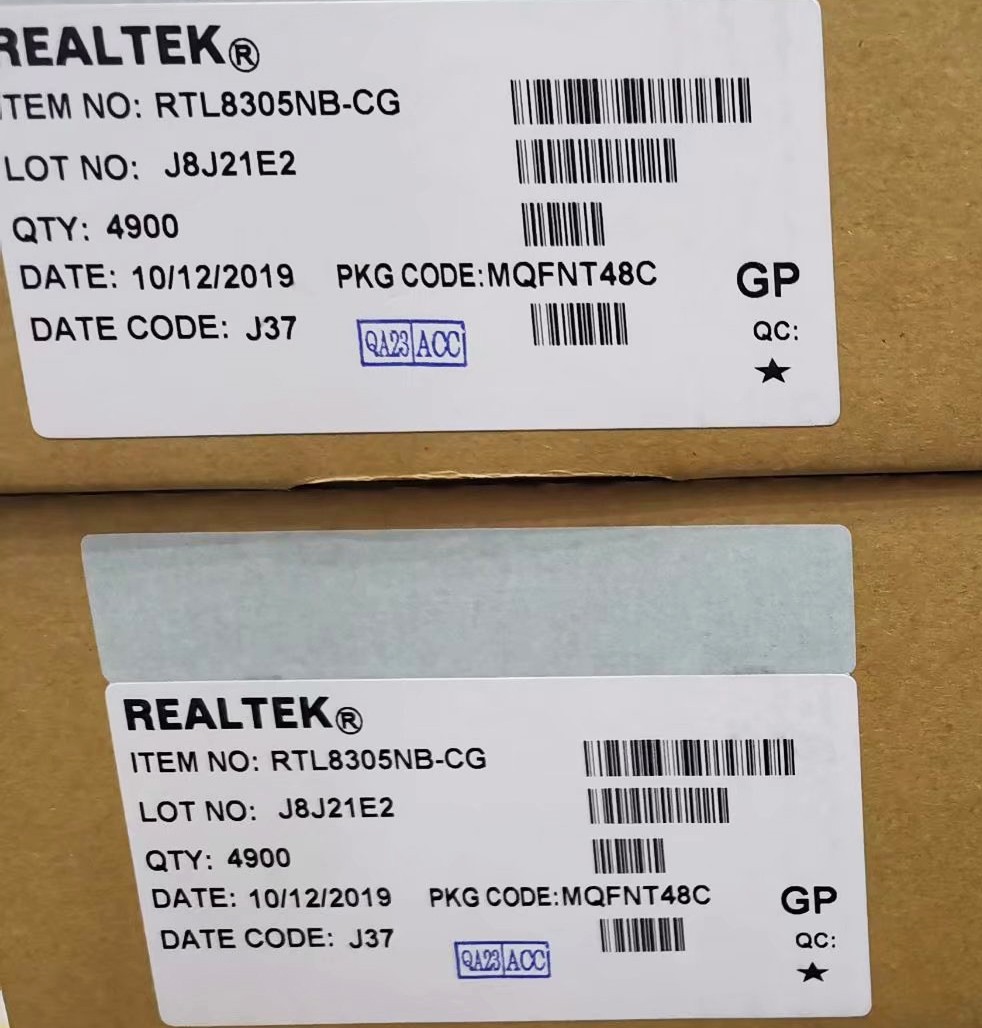 REALTEK®
ITEM NO: RTL8305NB-CG
LOT NO: J8J21E2
QTY: 4900
DATE: 10/12/2019 PKG CODE:MQFNT48C GP
DATE CODE: J37 QA23 ACC QC:
★
REALTEK®
ITEM NO: RTL8305NB-CG
LOT NO: J8J21E2
QTY: 4900
DATE: 10/12/2019 PKG CODE:MQFNT48C GP
DATE CODE: J37 QA23 ACC QC:
★